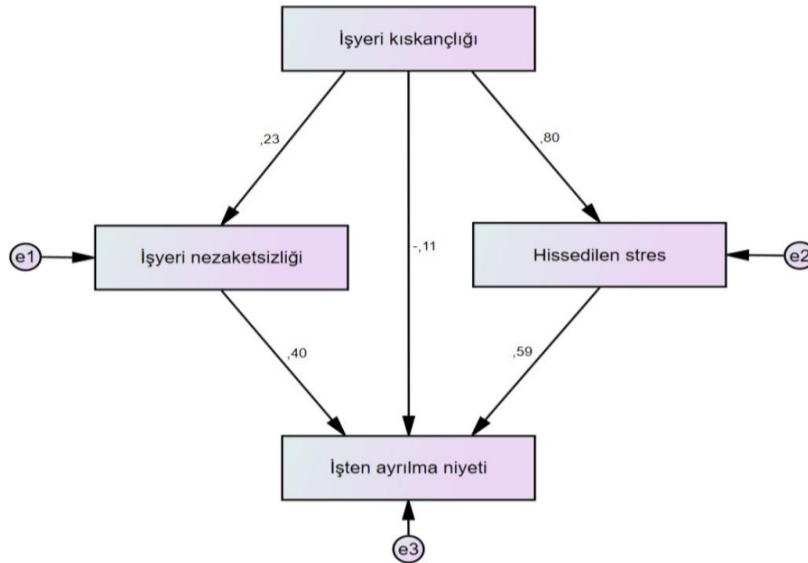 İşyeri kıskançlığı
,23
,80
e1
İşyeri nezaketsizliği
-,11
Hissedilen stres
e2
,40
,59
İşten ayrılma niyeti
e3